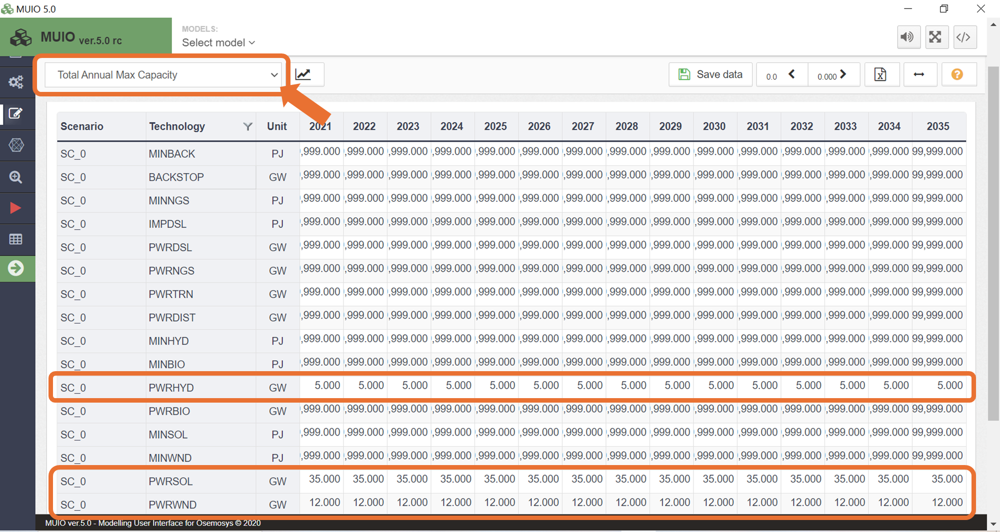 MUIO 5.0
MUIO ver.5.0 rc
MODELS:
Select model
Total Annual Max Capacity
Save data
0.0
0.000
Scenario Technology Unit 2021 2022 2023 2024 2025 2026 2027 2028 2029 2030 2031 2032 2033 2034 2035
SC_0 MINBACK PJ ,999.000 ,999.000 ,999.000 ,999.000 ,999.000 ,999.000 ,999.000 ,999.000 ,999.000 ,999.000 ,999.000 ,999.000 ,999.000 ,999.000 99,999.000
SC_0 BACKSTOP GW ,999.000 ,999.000 ,999.000 ,999.000 ,999.000 ,999.000 ,999.000 ,999.000 ,999.000 ,999.000 ,999.000 ,999.000 ,999.000 ,999.000 99,999.000
SC_0 MINNGS PJ ,999.000 ,999.000 ,999.000 ,999.000 ,999.000 ,999.000 ,999.000 ,999.000 ,999.000 ,999.000 ,999.000 ,999.000 ,999.000 ,999.000 99,999.000
SC_0 IMPDSL PJ ,999.000 ,999.000 ,999.000 ,999.000 ,999.000 ,999.000 ,999.000 ,999.000 ,999.000 ,999.000 ,999.000 ,999.000 ,999.000 ,999.000 99,999.000
SC_0 PWRDSL GW ,999.000 ,999.000 ,999.000 ,999.000 ,999.000 ,999.000 ,999.000 ,999.000 ,999.000 ,999.000 ,999.000 ,999.000 ,999.000 ,999.000 99,999.000
SC_0 PWRNGS GW ,999.000 ,999.000 ,999.000 ,999.000 ,999.000 ,999.000 ,999.000 ,999.000 ,999.000 ,999.000 ,999.000 ,999.000 ,999.000 ,999.000 99,999.000
SC_0 PWRTRN GW ,999.000 ,999.000 ,999.000 ,999.000 ,999.000 ,999.000 ,999.000 ,999.000 ,999.000 ,999.000 ,999.000 ,999.000 ,999.000 ,999.000 99,999.000
SC_0 PWRDIST GW ,999.000 ,999.000 ,999.000 ,999.000 ,999.000 ,999.000 ,999.000 ,999.000 ,999.000 ,999.000 ,999.000 ,999.000 ,999.000 ,999.000 99,999.000
SC_0 MINHYD PJ ,999.000 ,999.000 ,999.000 ,999.000 ,999.000 ,999.000 ,999.000 ,999.000 ,999.000 ,999.000 ,999.000 ,999.000 ,999.000 ,999.000 99,999.000
SC_0 MINBIO PJ ,999.000 ,999.000 ,999.000 ,999.000 ,999.000 ,999.000 ,999.000 ,999.000 ,999.000 ,999.000 ,999.000 ,999.000 ,999.000 ,999.000 99,999.000
SC_0 PWRHYD GW 5.000 5.000 5.000 5.000 5.000 5.000 5.000 5.000 5.000 5.000 5.000 5.000 5.000 5.000 5.000
SC_0 PWRBIO GW ,999.000 ,999.000 ,999.000 ,999.000 ,999.000 ,999.000 ,999.000 ,999.000 ,999.000 ,999.000 ,999.000 ,999.000 ,999.000 ,999.000 99,999.000
SC_0 MINSOL PJ ,999.000 ,999.000 ,999.000 ,999.000 ,999.000 ,999.000 ,999.000 ,999.000 ,999.000 ,999.000 ,999.000 ,999.000 ,999.000 ,999.000 99,999.000
SC_0 MINWND PJ ,999.000 ,999.000 ,999.000 ,999.000 ,999.000 ,999.000 ,999.000 ,999.000 ,999.000 ,999.000 ,999.000 ,999.000 ,999.000 ,999.000 99,999.000
SC_0 PWRSOL GW 35.000 35.000 35.000 35.000 35.000 35.000 35.000 35.000 35.000 35.000 35.000 35.000 35.000 35.000 35.000
SC_0 PWRWND GW 12.000 12.000 12.000 12.000 12.000 12.000 12.000 12.000 12.000 12.000 12.000 12.000 12.000 12.000 12.000
MUIO ver.5.0 - Modelling User Interface for Osemosys © 2020